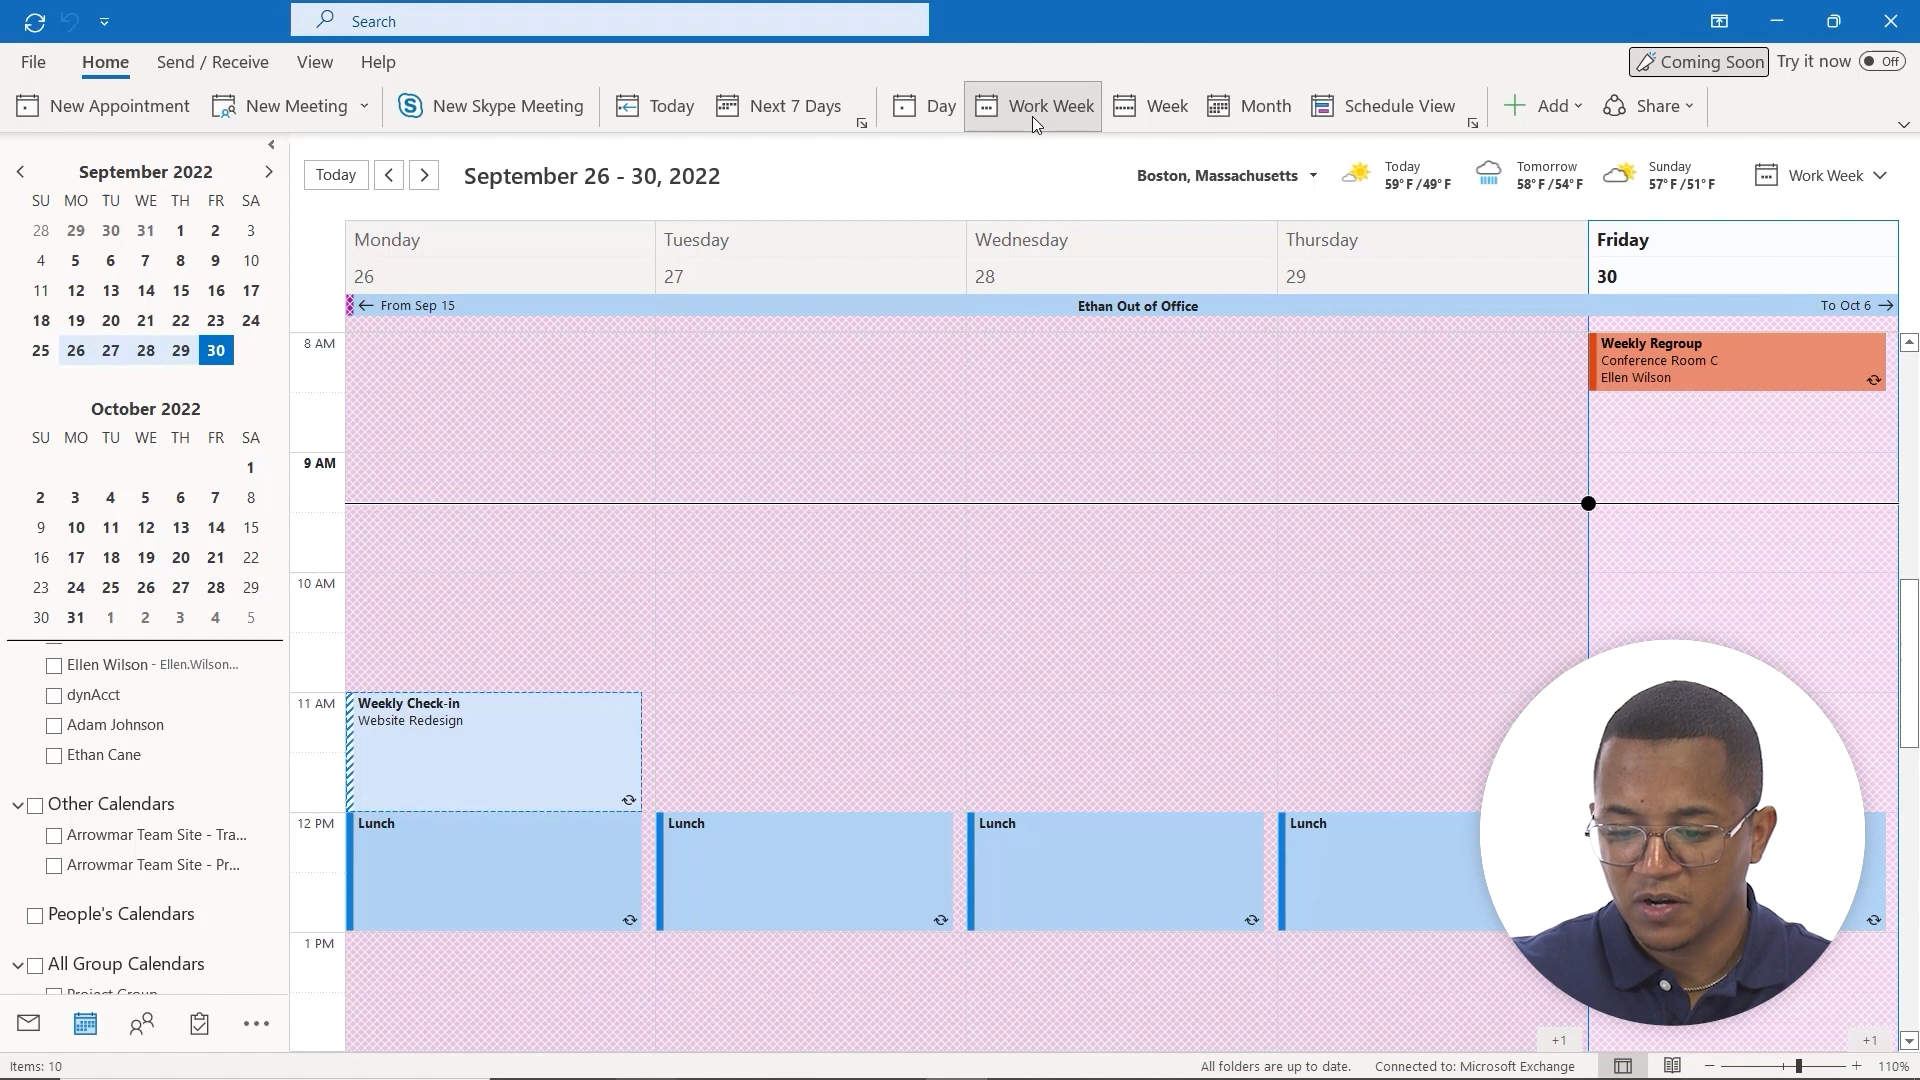 Search
File Home Send / Receive View Help
Coming Soon Try it now Off
New Appointment New Meeting New Skype Meeting Today Next 7 Days Day Work Week Week Month Schedule View Add Share
September 2022
SU MO TU WE TH FR SA
28 29 30 31 1 2 3
4 5 6 7 8 9 10
11 12 13 14 15 16 17
18 19 20 21 22 23 24
25 26 27 28 29 30
October 2022
SU MO TU WE TH FR SA
1
2 3 4 5 6 7 8
9 10 11 12 13 14 15
16 17 18 19 20 21 22
23 24 25 26 27 28 29
30 31 1 2 3 4 5
Ellen Wilson - Ellen.Wilson...
dynAcct
Adam Johnson
Ethan Cane
Other Calendars
Arrowmar Team Site - Tra...
Arrowmar Team Site - Pr...
People's Calendars
All Group Calendars
Project Group
Today September 26 - 30, 2022
Boston, Massachusetts
Today
59° F / 49° F
Tomorrow
58° F / 54° F
Sunday
57° F / 51° F
Work Week
Monday Tuesday Wednesday Thursday Friday
26 27 28 29 30
From Sep 15 Ethan Out of Office To Oct 6
8 AM
Weekly Regroup
Conference Room C
Ellen Wilson
9 AM
10 AM
11 AM
Weekly Check-in
Website Redesign
12 PM
Lunch Lunch Lunch Lunch
1 PM
+1 +1
Items: 10
All folders are up to date. Connected to: Microsoft Exchange
110%